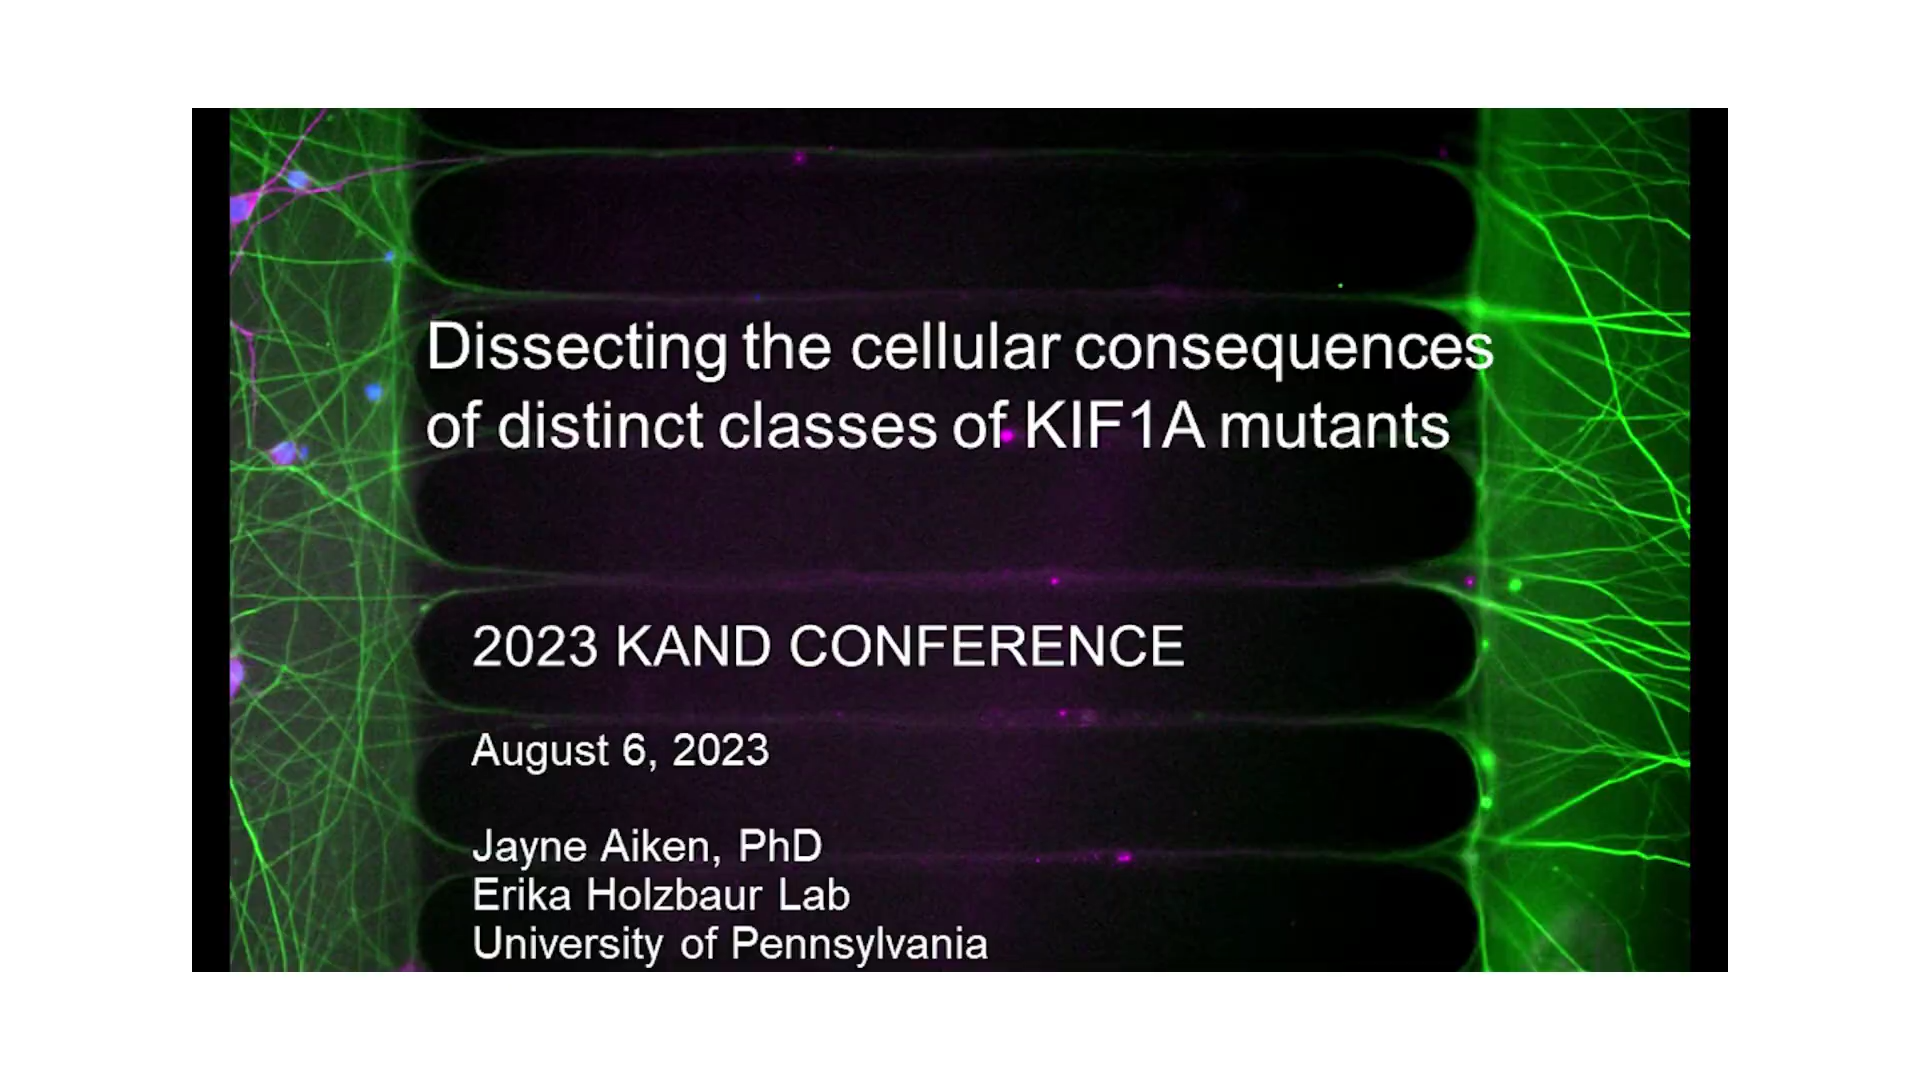 Dissecting the cellular consequences
of distinct classes of KIF1A mutants
2023 KAND CONFERENCE
August 6, 2023
Jayne Aiken, PhD
Erika Holzbaur Lab
University of Pennsylvania